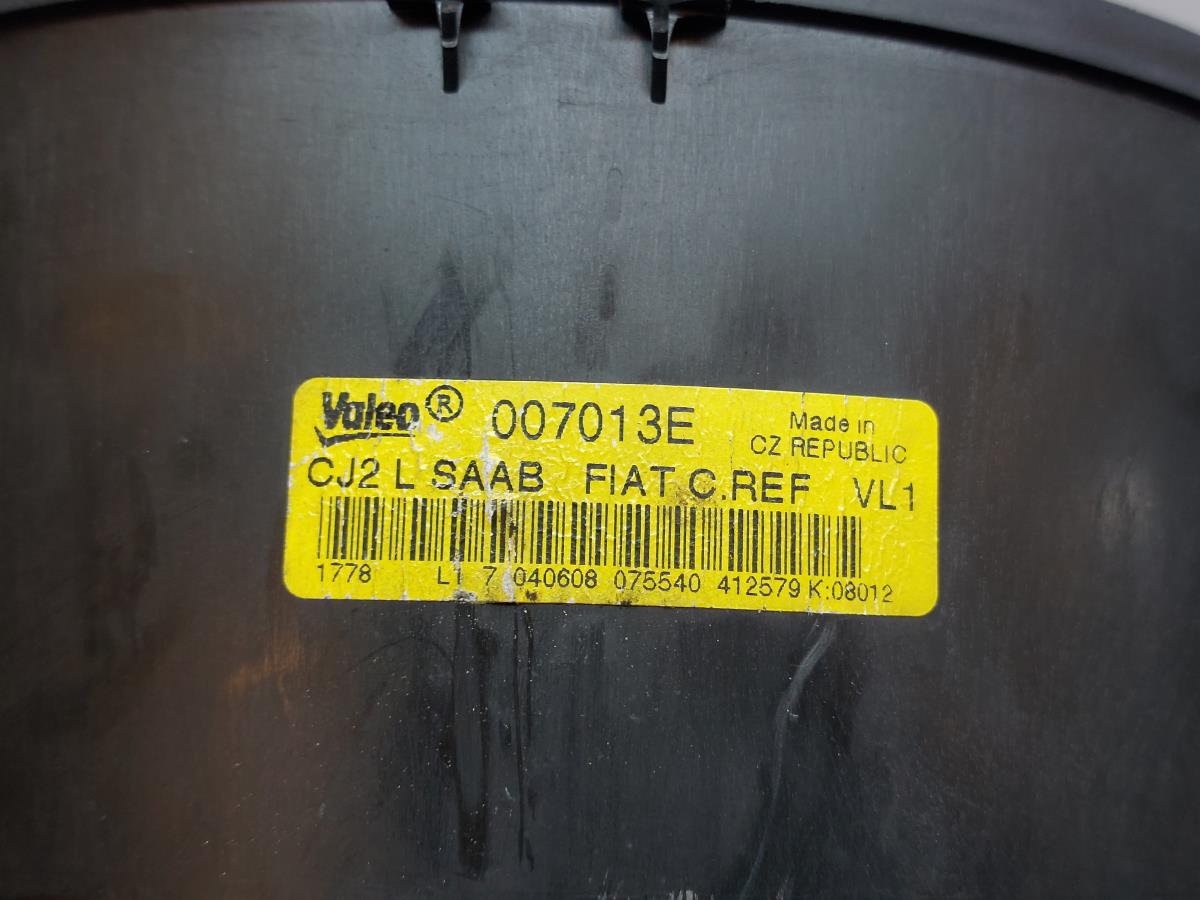 Valeo® 007013E Made in
CZ REPUBLIC
CJ2 L SAAB FIAT C.REF VL1
1778 L1 7 040608 075540 412579 K:08012